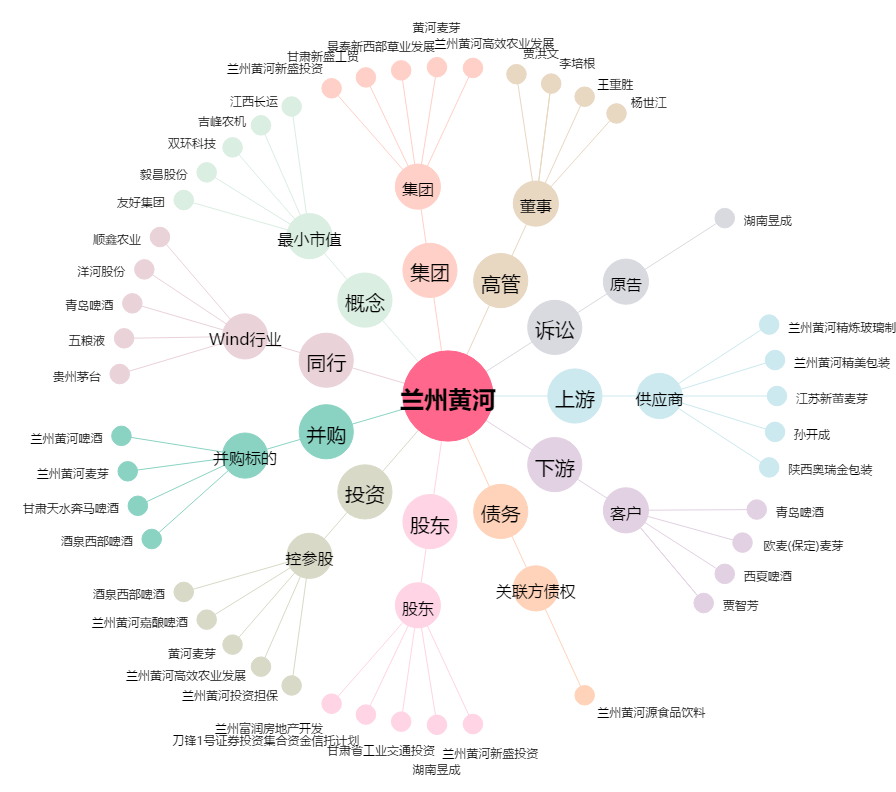 黄河麦芽
景泰新西部草业发展
兰州黄河高效农业发展
甘肃新盛工贸
兰州黄河新盛投资
贾洪文
李培根
王重胜
杨世江
江西长运
吉峰农机
双环科技
毅昌股份
友好集团
集团
董事
最小市值
集团
高管
原告
湖南昱成
概念
诉讼
顺鑫农业
洋河股份
青岛啤酒
五粮液
贵州茅台
Wind行业
同行
兰州黄河
上游
供应商
兰州黄河精炼玻璃制
兰州黄河精美包装
江苏新苗麦芽
孙开成
陕西奥瑞金包装
并购
并购标的
兰州黄河啤酒
兰州黄河麦芽
甘肃天水奔马啤酒
酒泉西部啤酒
投资
股东
债务
下游
客户
青岛啤酒
欧麦(保定)麦芽
西夏啤酒
贾智芳
控参股
酒泉西部啤酒
兰州黄河嘉酿啤酒
黄河麦芽
兰州黄河高效农业发展
兰州黄河投资担保
股东
关联方债权
兰州黄河源食品饮料
兰州富润房地产开发
刀锋1号证券投资集合资金信托计划
甘肃省工业交通投资
湖南昱成
兰州黄河新盛投资